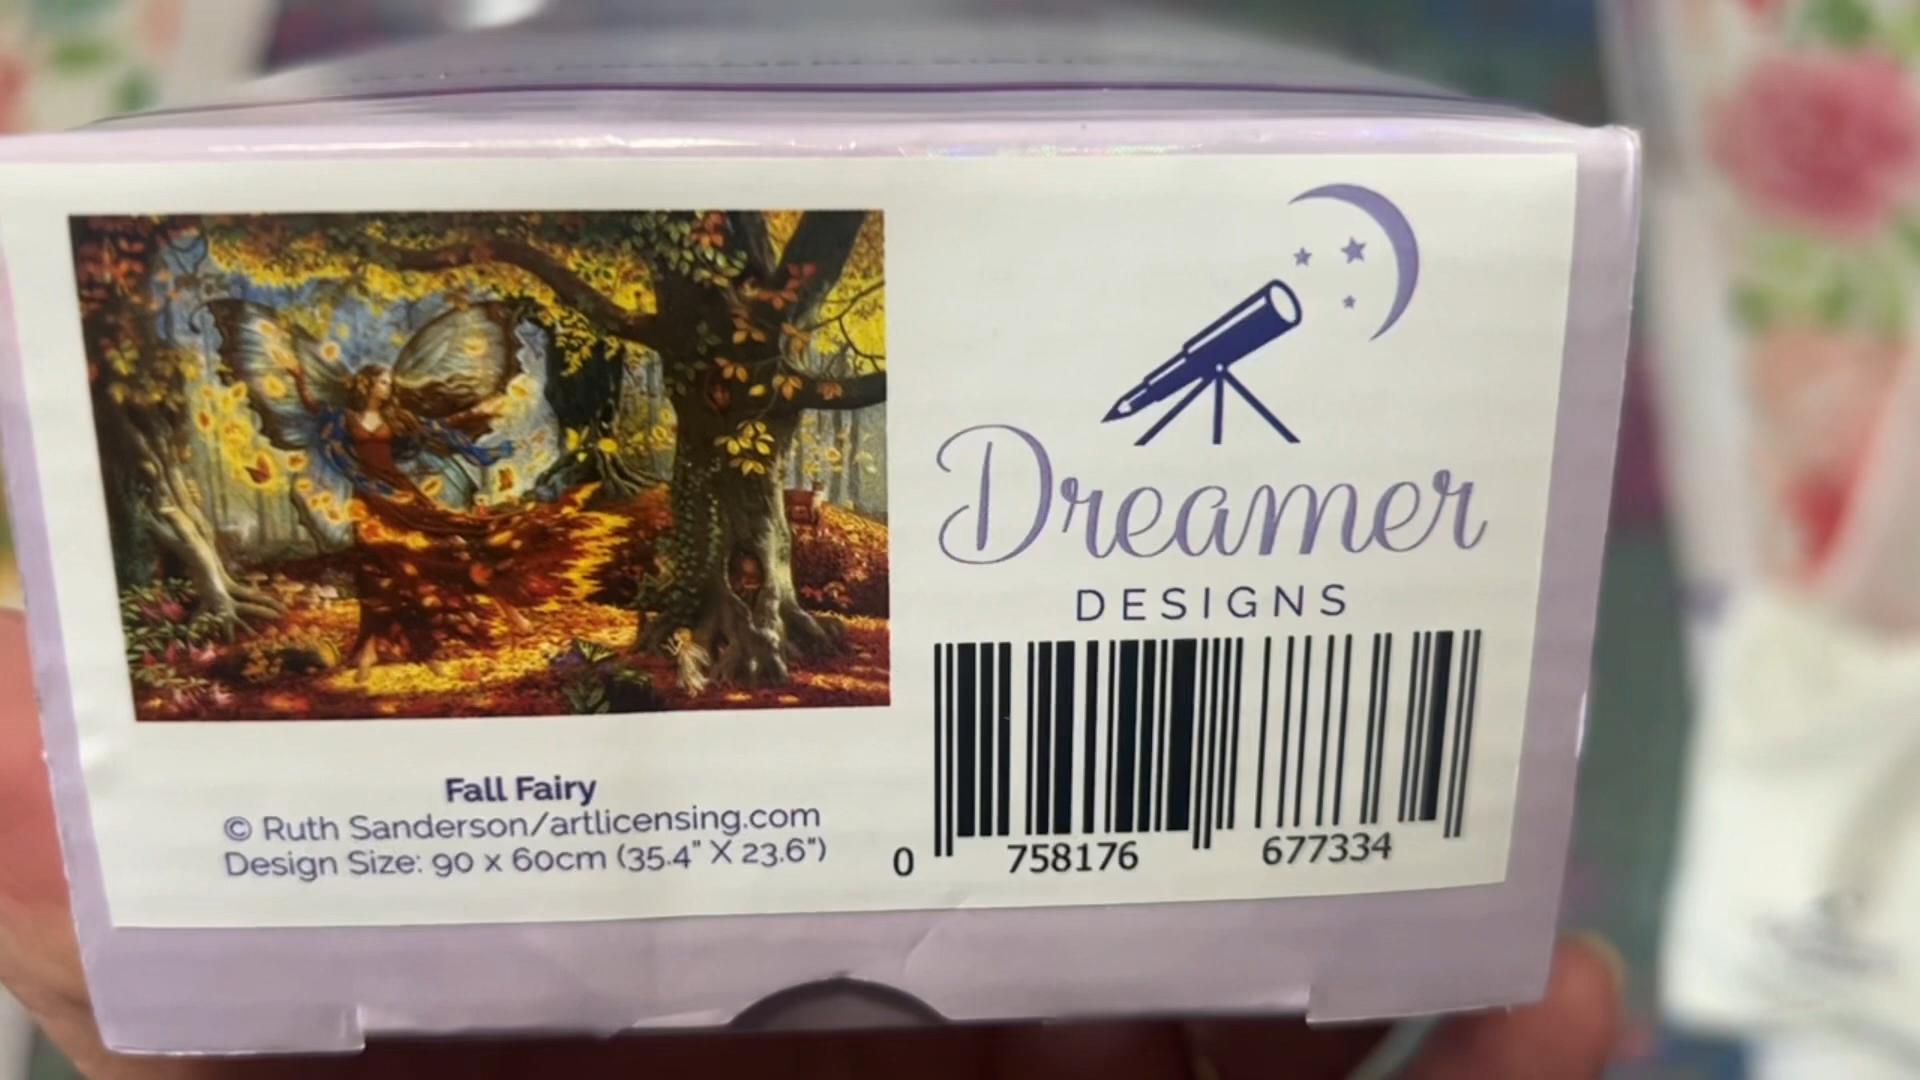 Dreamer
DESIGNS
Fall Fairy
© Ruth Sanderson/artlicensing.com
Design Size: 90 x 60cm (35.4" X 23.6")
0 758176 677334